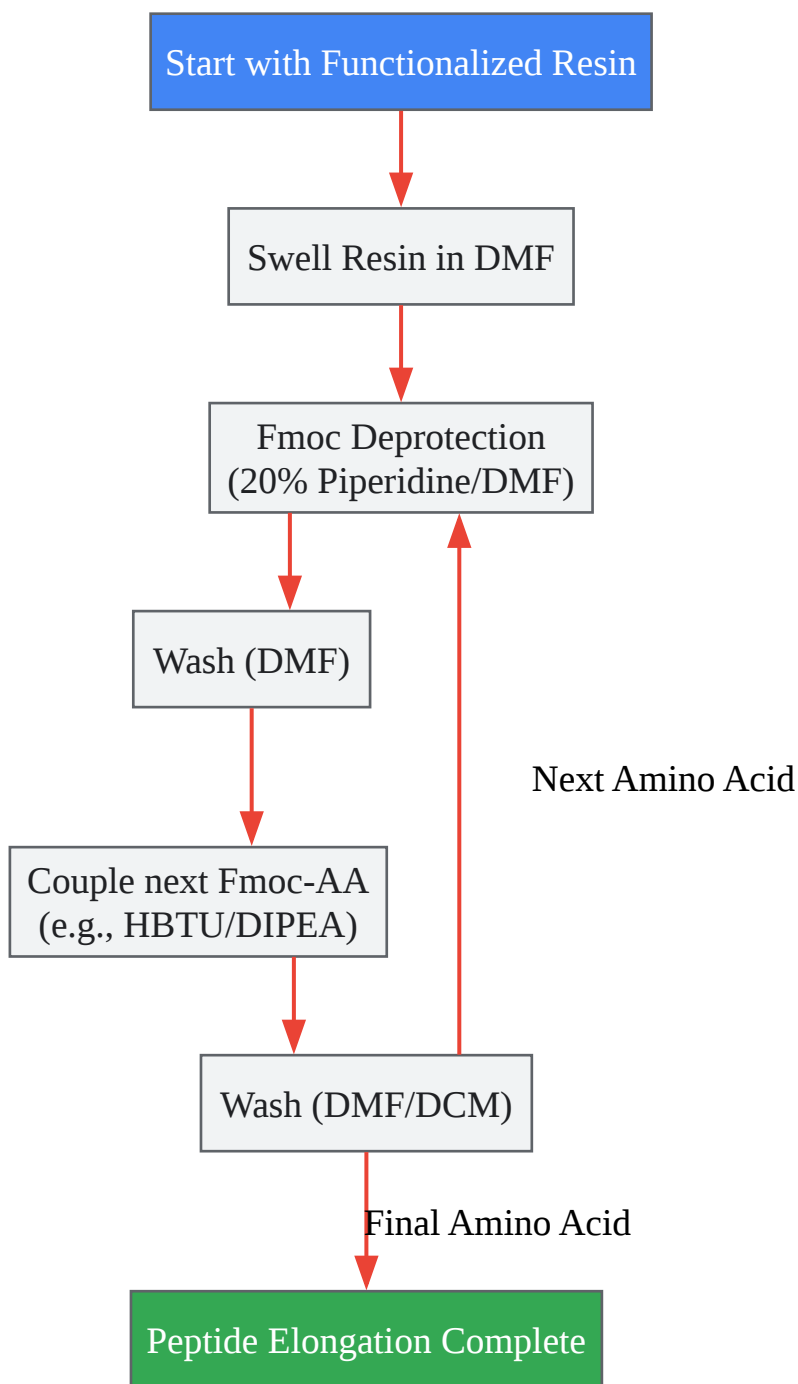 Start with Functionalized Resin
Swell Resin in DMF
Fmoc Deprotection
(20% Piperidine/DMF)
Wash (DMF)
Next Amino Acid
Couple next Fmoc-AA
(e.g., HBTU/DIPEA)
Wash (DMF/DCM)
Final Amino Acid
Peptide Elongation Complete